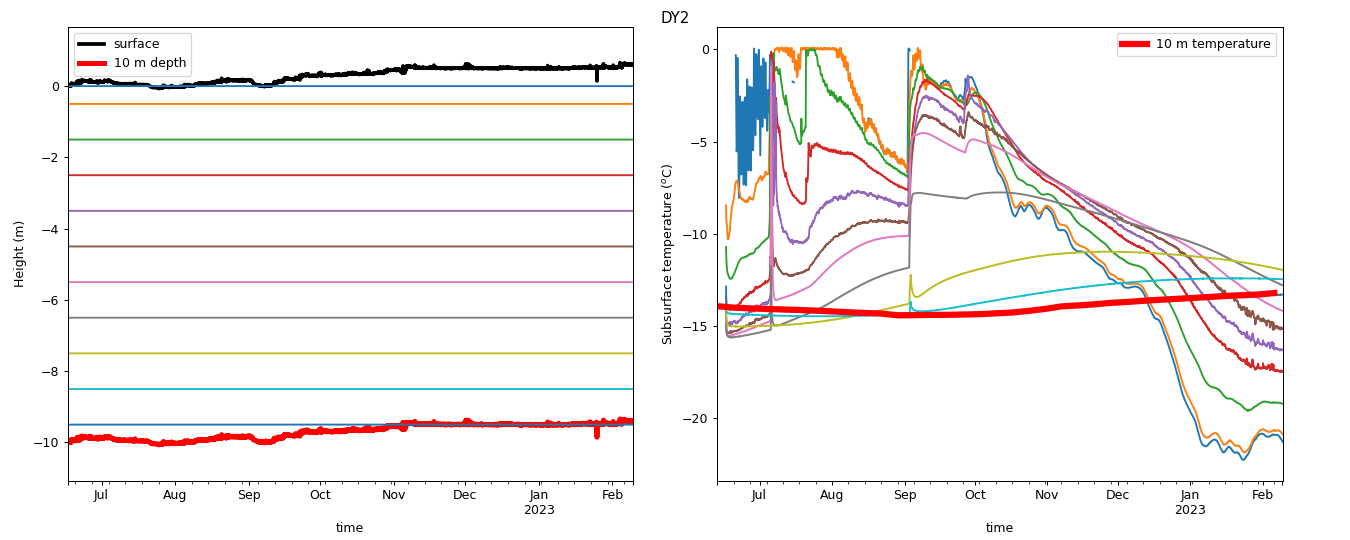 DY2
surface
10 m depth
0
−2
−4
−6
−8
−10
Height (m)
Jul Aug Sep Oct Nov Dec Jan Feb
2023
time
10 m temperature
0
−5
−10
−15
−20
Subsurface temperature (°C)
Jul Aug Sep Oct Nov Dec Jan Feb
2023
time